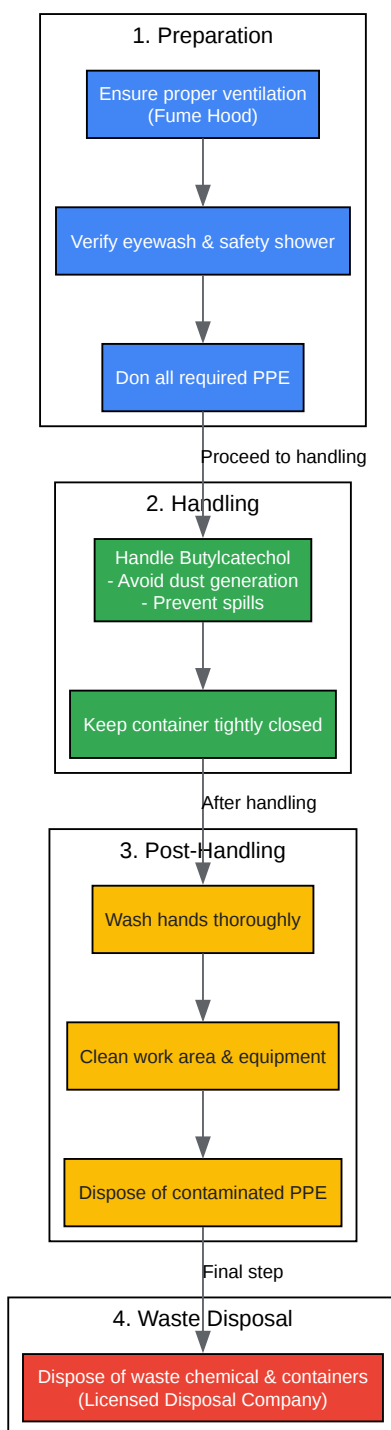 1. Preparation
Ensure proper ventilation
(Fume Hood)
Verify eyewash & safety shower
Don all required PPE
Proceed to handling
2. Handling
Handle Butylcatechol
- Avoid dust generation
- Prevent spills
Keep container tightly closed
After handling
3. Post-Handling
Wash hands thoroughly
Clean work area & equipment
Dispose of contaminated PPE
Final step
4. Waste Disposal
Dispose of waste chemical & containers
(Licensed Disposal Company)